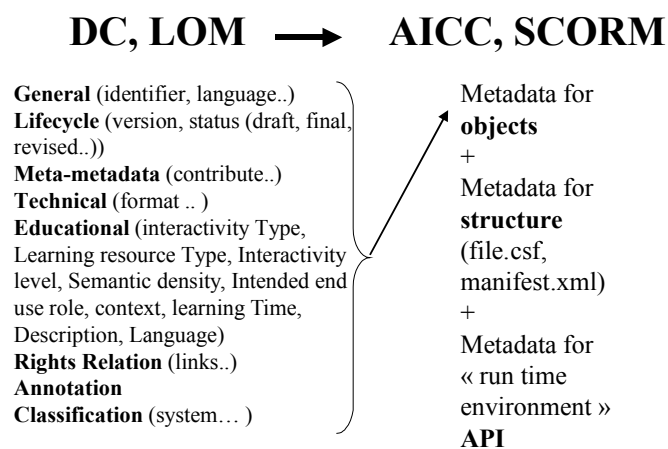 DC, LOM → AICC, SCORM
General (identifier, language..)
Lifecycle (version, status (draft, final,
revised..))
Meta-metadata (contribute..)
Technical (format .. )
Educational (interactivity Type,
Learning resource Type, Interactivity
level, Semantic density, Intended end
use role, context, learning Time,
Description, Language)
Rights Relation (links..)
Annotation
Classification (system… )
Metadata for
objects
+
Metadata for
structure
(file.csf,
manifest.xml)
+
Metadata for
« run time
environment »
API